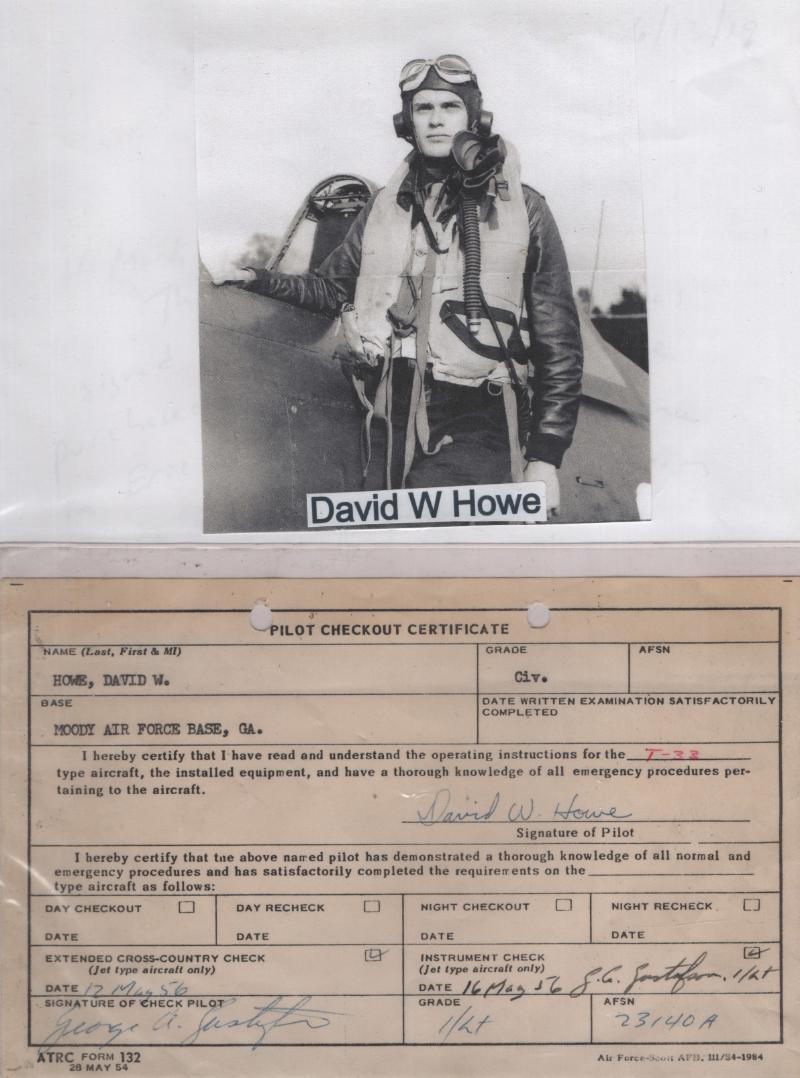 David W Howe
PILOT CHECKOUT CERTIFICATE
NAME (Last, First & MI)
HOWE, DAVID W.
GRADE
Civ.
AFSN
BASE
MOODY AIR FORCE BASE, GA.
DATE WRITTEN EXAMINATION SATISFACTORILY
COMPLETED
I hereby certify that I have read and understand the operating instructions for the T-33
type aircraft, the installed equipment, and have a thorough knowledge of all emergency procedures per-
taining to the aircraft.
David W. Howe
Signature of Pilot
I hereby certify that the above named pilot has demonstrated a thorough knowledge of all normal and
emergency procedures and has satisfactorily completed the requirements on the
type aircraft as follows:
DAY CHECKOUT
DATE
DAY RECHECK
DATE
NIGHT CHECKOUT
DATE
NIGHT RECHECK
DATE
EXTENDED CROSS-COUNTRY CHECK
(Jet type aircraft only)
DATE 12 May 56
INSTRUMENT CHECK
(Jet type aircraft only)
DATE 16 May 56 G.A. Gustafson, 1/Lt
SIGNATURE OF CHECK PILOT
George A. Gustafson
GRADE
1/Lt
AFSN
23140A
ATRC FORM 132
28 MAY 54
Air Force-Scott AFB, Ill/S4-1984